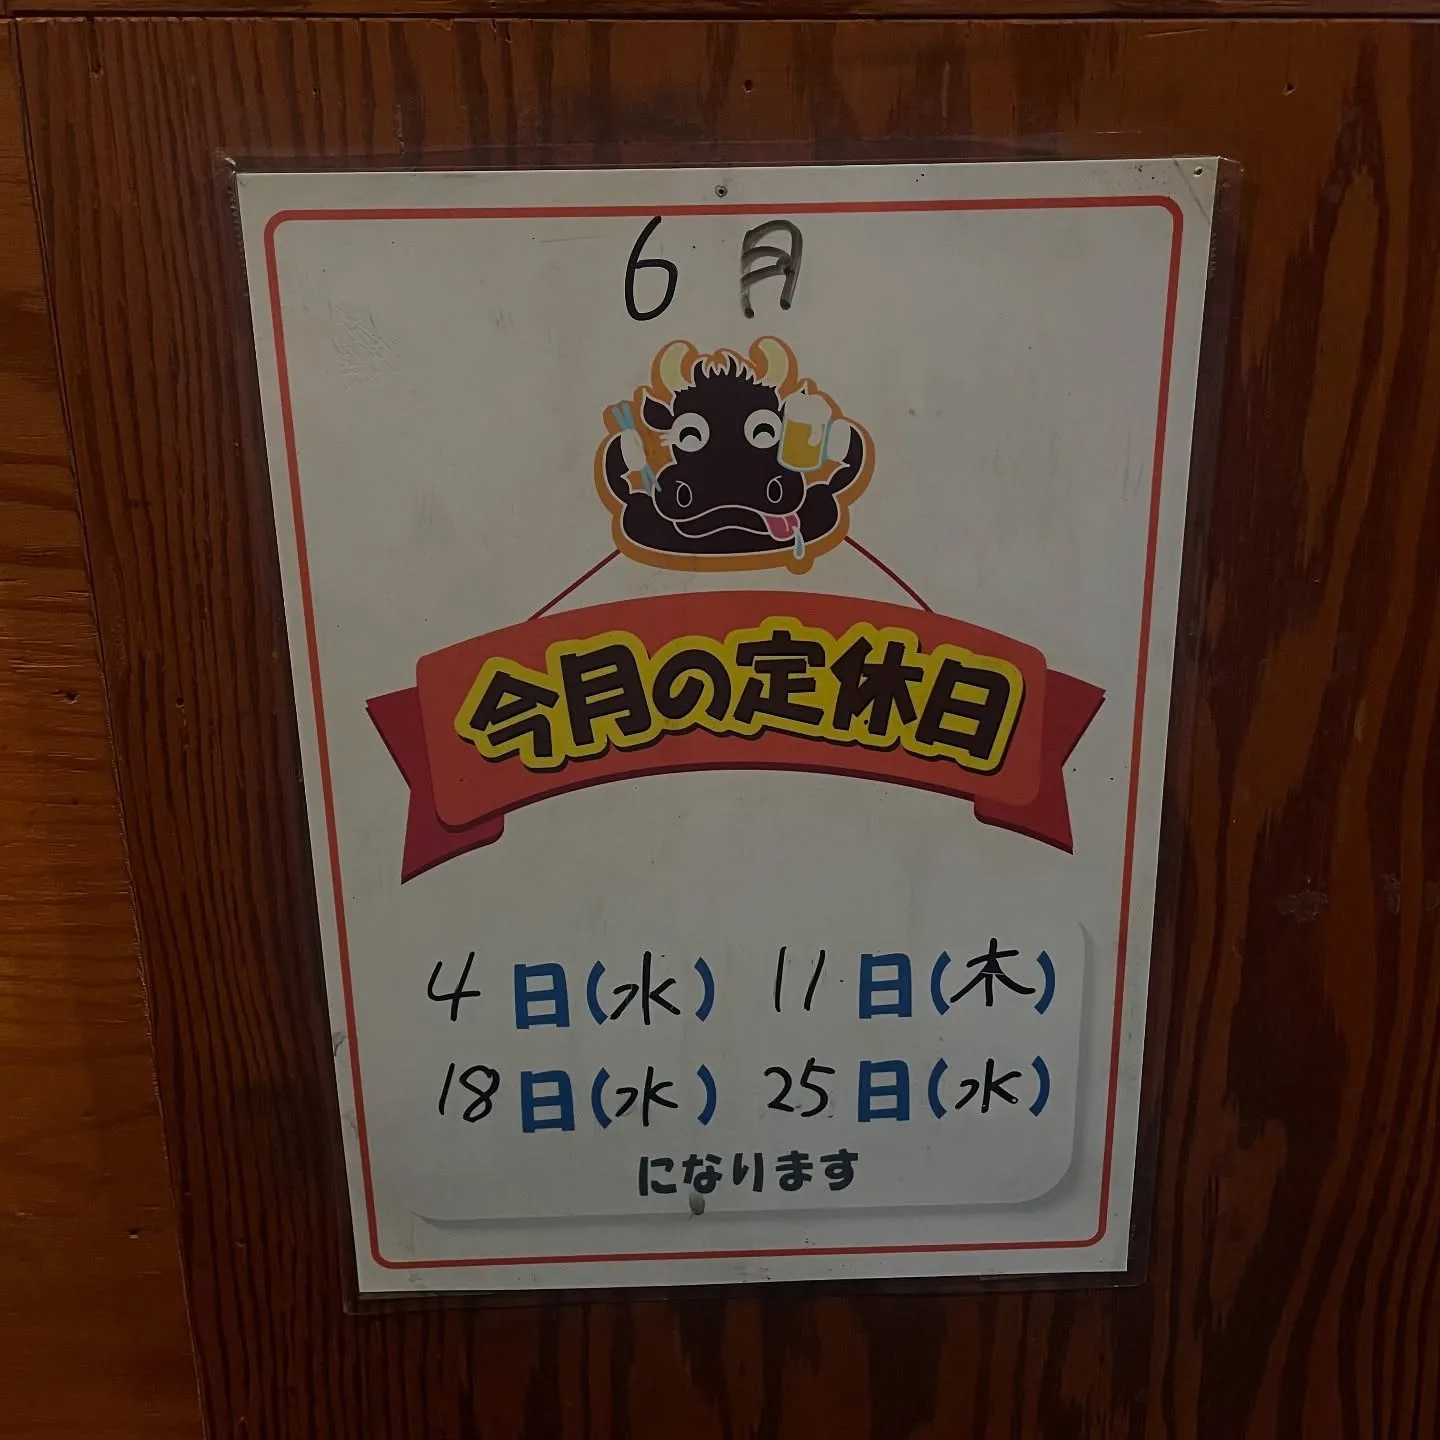 6月
今月の定休日
4日(水) 11日(木)
18日(水) 25日(水)
になります